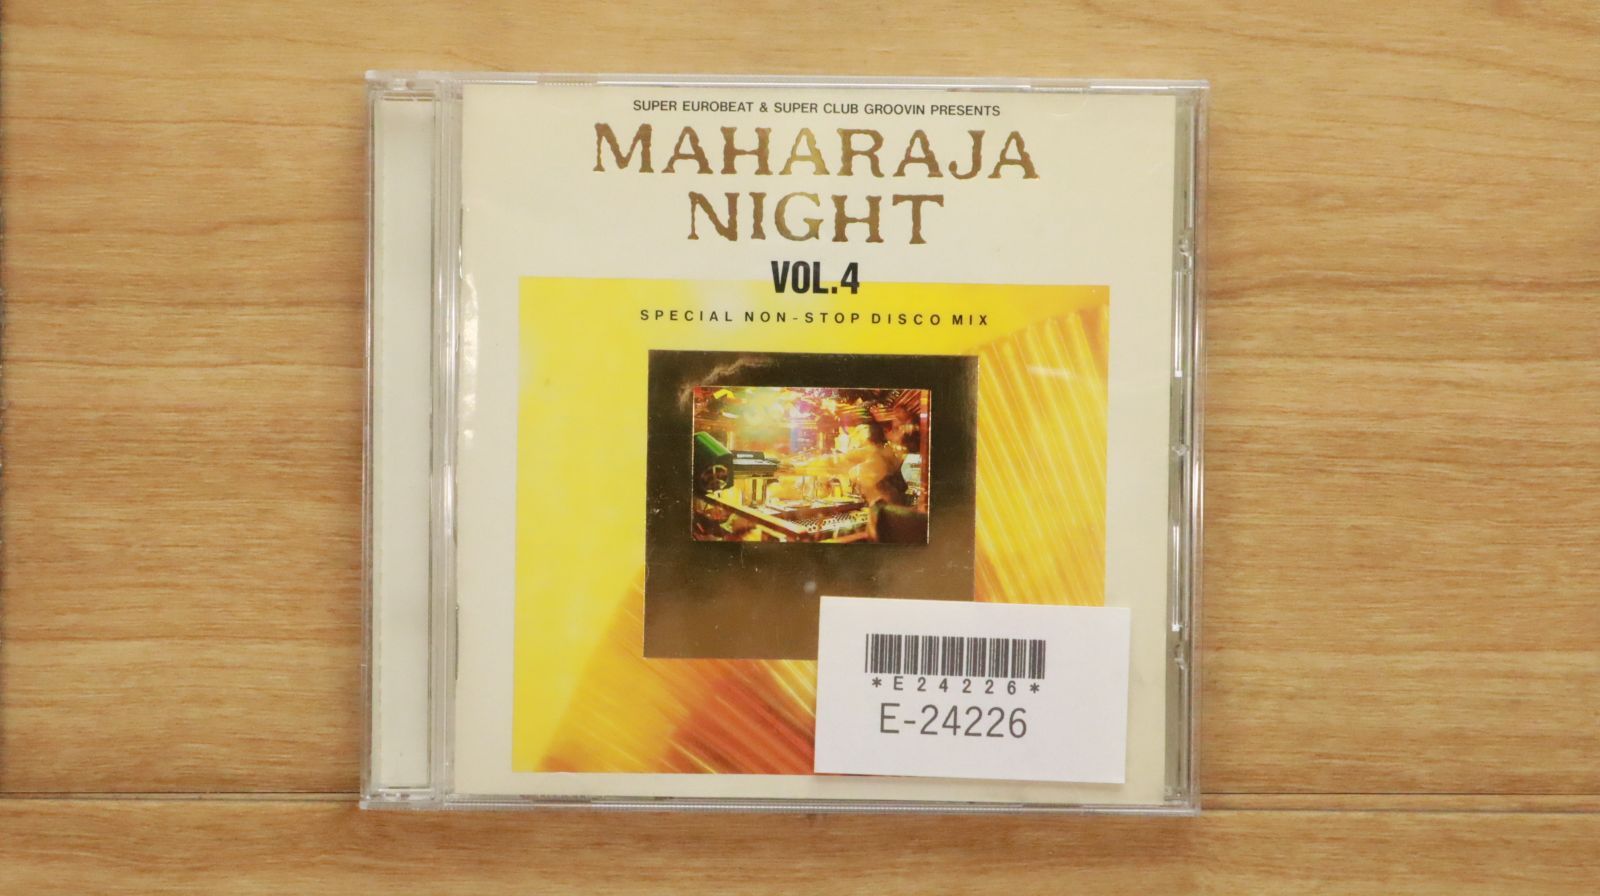 SUPER EUROBEAT & SUPER CLUB GROOVIN PRESENTS
MAHARAJA
NIGHT
VOL.4
SPECIAL NON-STOP DISCO MIX
*E24226*
E-24226